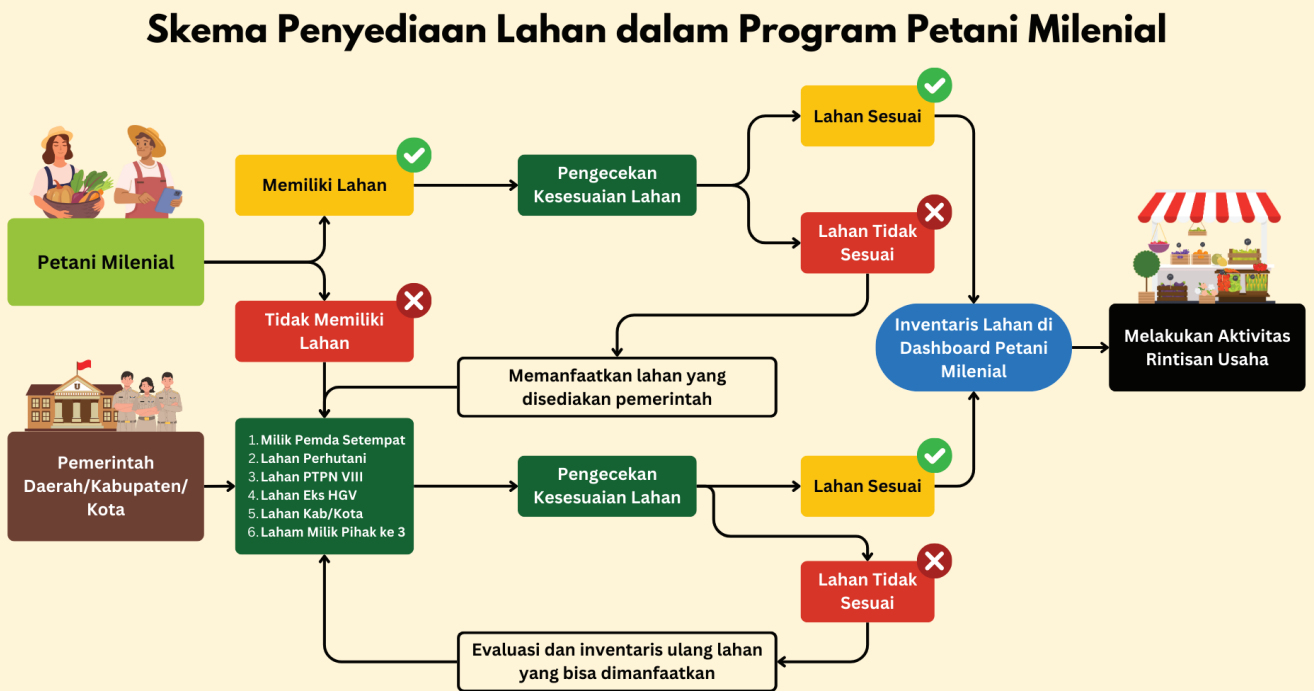 Skema Penyediaan Lahan dalam Program Petani Milenial
Petani Milenial
Memiliki Lahan
Pengecekan
Kesesuaian Lahan
Lahan Sesuai
Lahan Tidak
Sesuai
Tidak Memiliki
Lahan
Memanfaatkan lahan yang
disediakan pemerintah
Inventaris Lahan di
Dashboard Petani
Milenial
Melakukan Aktivitas
Rintisan Usaha
Pemerintah
Daerah/Kabupaten/
Kota
1. Milik Pemda Setempat
2. Lahan Perhutani
3. Lahan PTPN VIII
4. Lahan Eks HGV
5. Lahan Kab/Kota
6. Laham Milik Pihak ke 3
Pengecekan
Kesesuaian Lahan
Lahan Sesuai
Lahan Tidak
Sesuai
Evaluasi dan inventaris ulang lahan
yang bisa dimanfaatkan